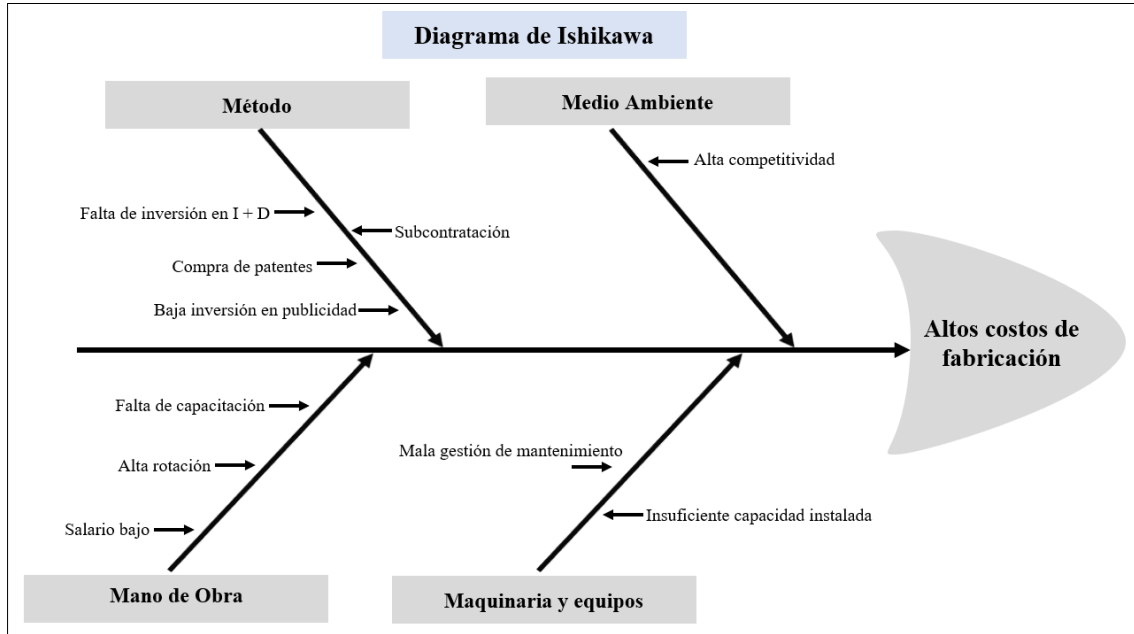 Diagrama de Ishikawa
Método
Medio Ambiente
Alta competitividad
Falta de inversión en I + D
Subcontratación
Compra de patentes
Baja inversión en publicidad
Altos costos de
fabricación
Falta de capacitación
Alta rotación
Salario bajo
Mala gestión de mantenimiento
Insuficiente capacidad instalada
Mano de Obra
Maquinaria y equipos